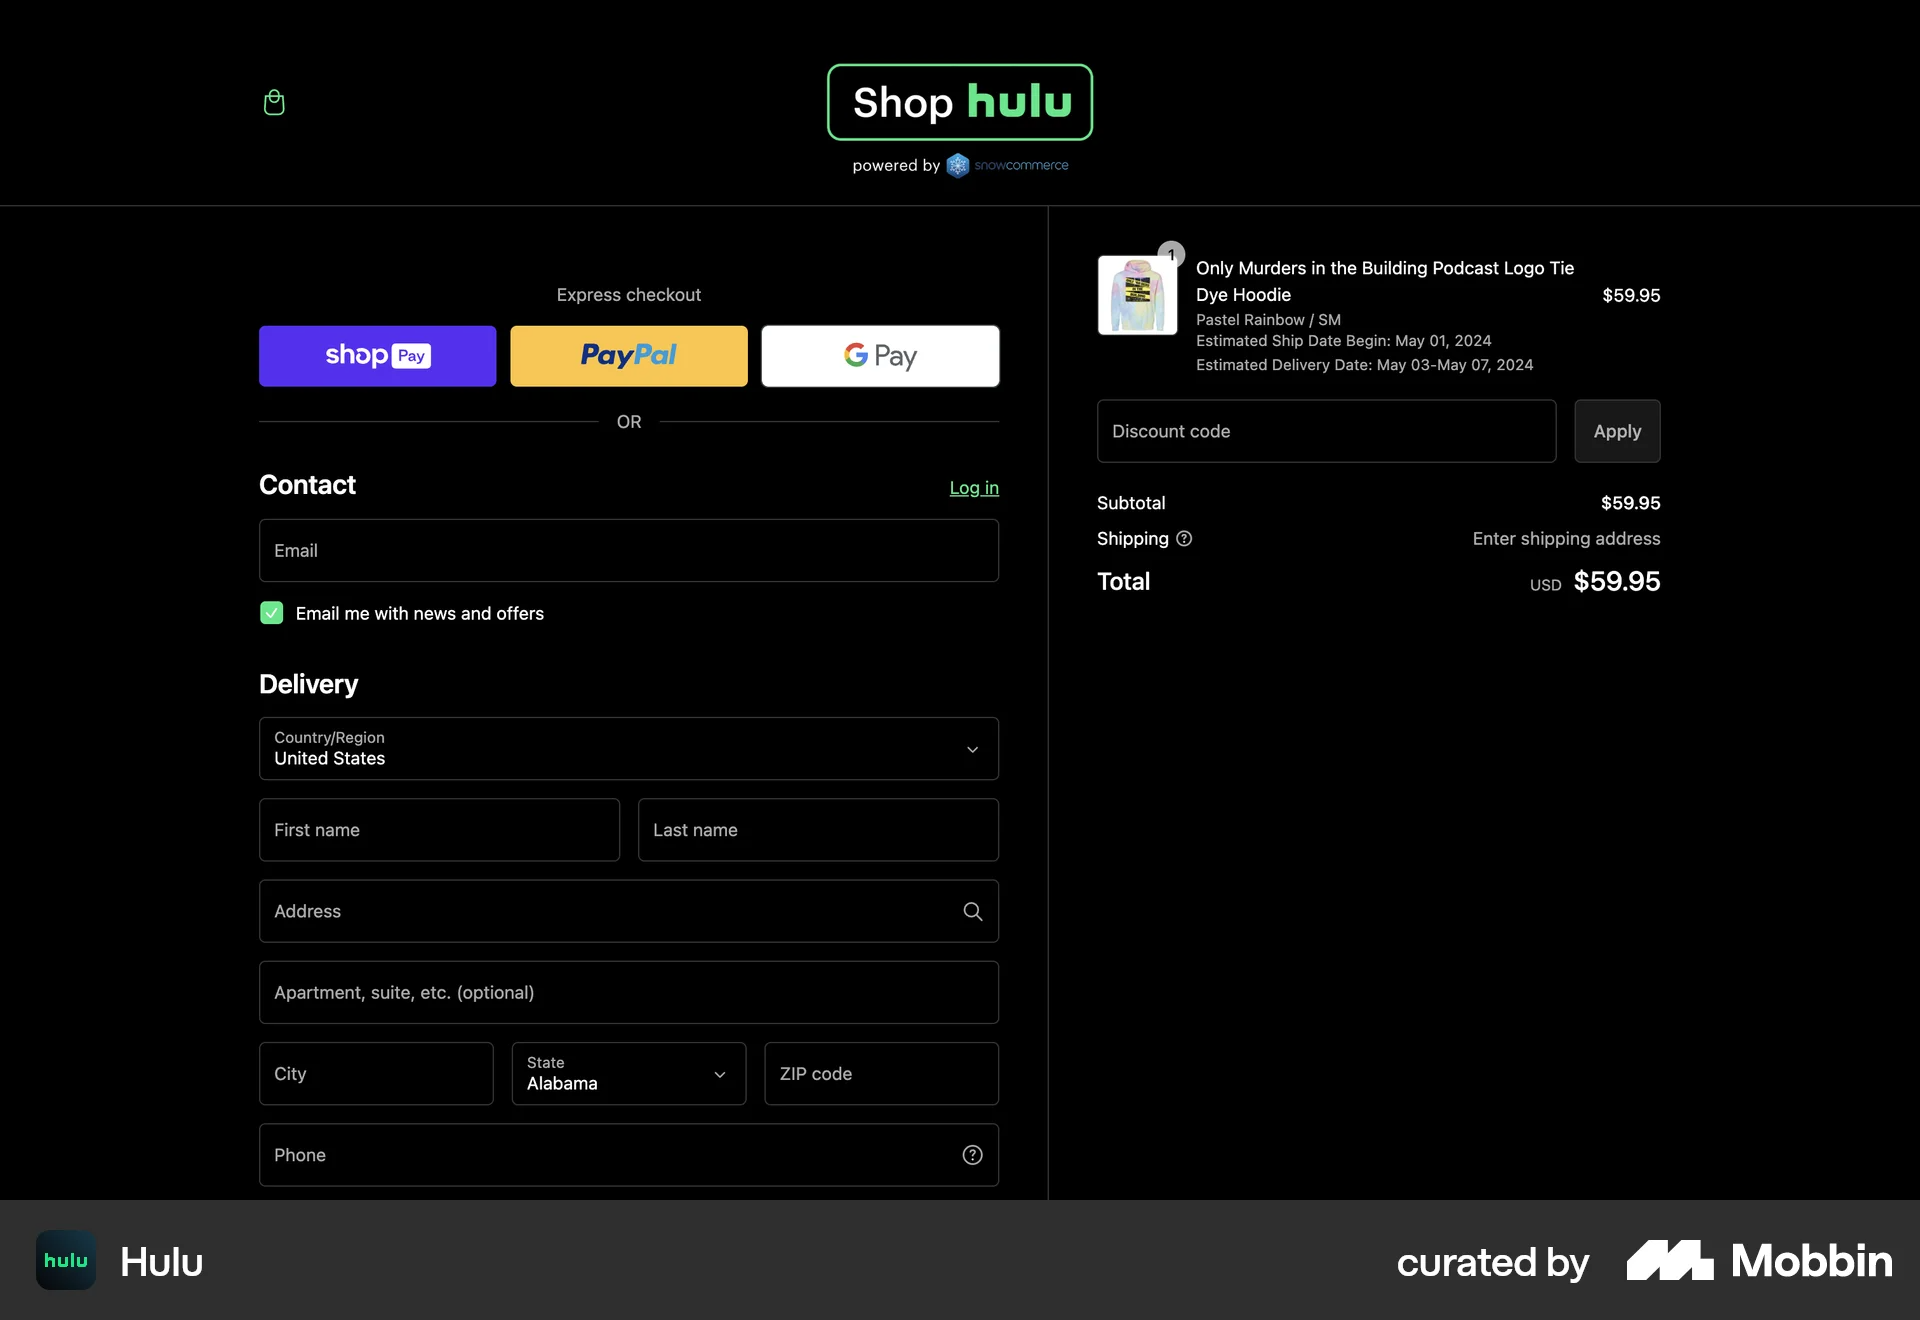 Shop hulu
powered by snowcommerce
Express checkout
shop Pay
PayPal
G Pay
OR
Contact
Log in
Email
Email me with news and offers
Delivery
Country/Region
United States
First name
Last name
Address
Apartment, suite, etc. (optional)
City
State
Alabama
ZIP code
Phone
1
Only Murders in the Building Podcast Logo Tie
Dye Hoodie
$59.95
Pastel Rainbow / SM
Estimated Ship Date Begin: May 01, 2024
Estimated Delivery Date: May 03-May 07, 2024
Discount code
Apply
Subtotal
$59.95
Shipping
Enter shipping address
Total
USD $59.95
hulu
Hulu
curated by
Mobbin